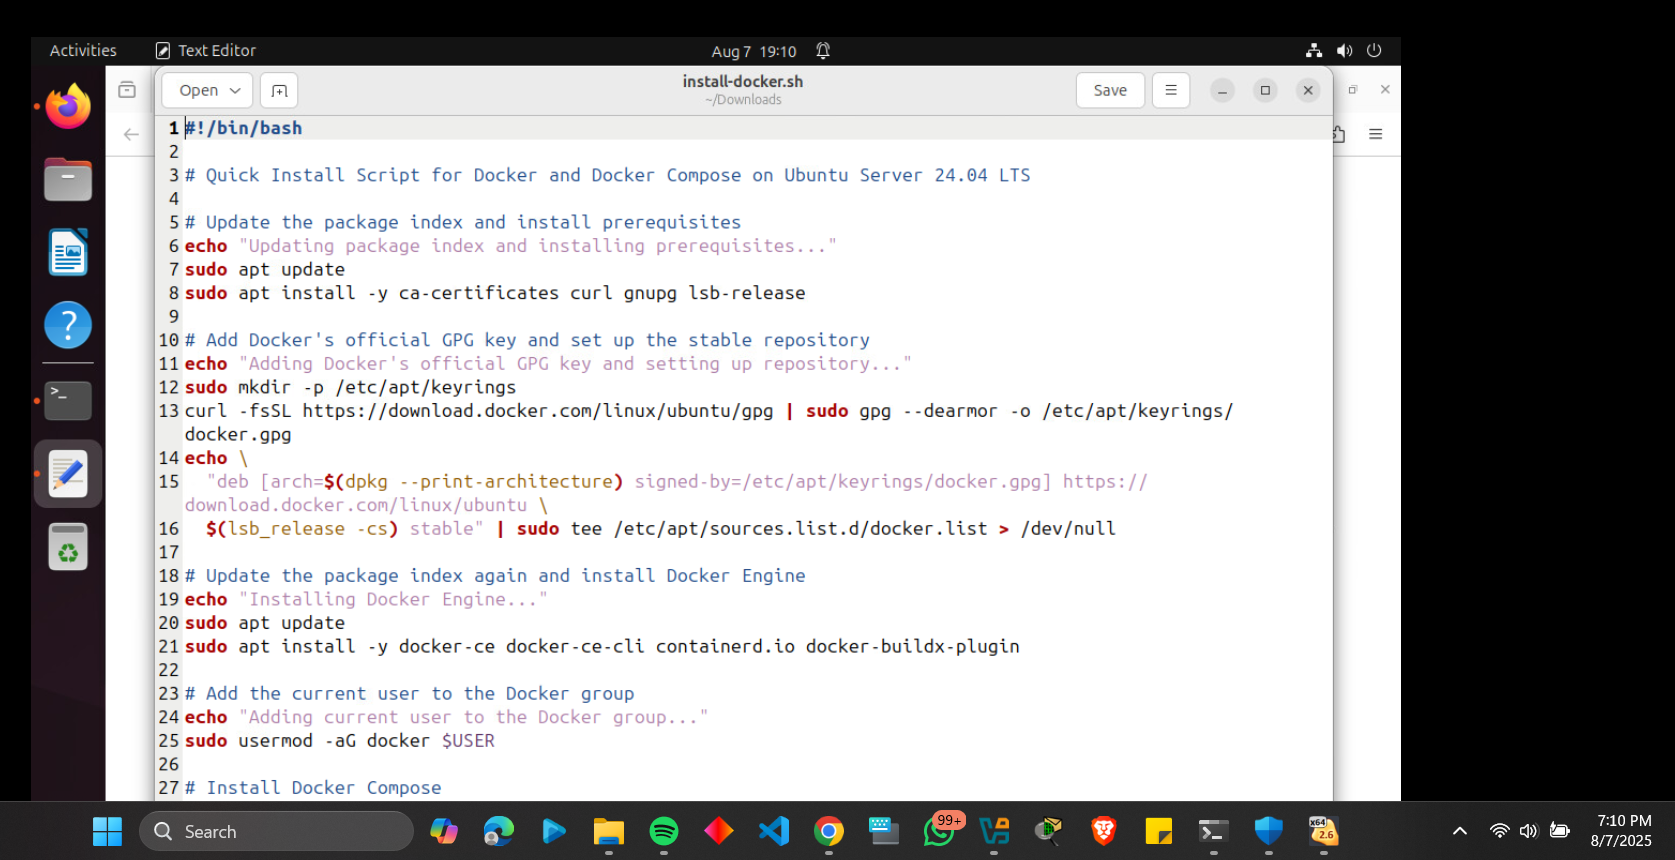 Activities
Text Editor
Aug 7 19:10
Open
install-docker.sh
~/Downloads
Save
1 #!/bin/bash
2
3 # Quick Install Script for Docker and Docker Compose on Ubuntu Server 24.04 LTS
4
5 # Update the package index and install prerequisites
6 echo "Updating package index and installing prerequisites..."
7 sudo apt update
8 sudo apt install -y ca-certificates curl gnupg lsb-release
9
10 # Add Docker's official GPG key and set up the stable repository
11 echo "Adding Docker's official GPG key and setting up repository..."
12 sudo mkdir -p /etc/apt/keyrings
13 curl -fsSL https://download.docker.com/linux/ubuntu/gpg | sudo gpg --dearmor -o /etc/apt/keyrings/
docker.gpg
14 echo \
15 "deb [arch=$(dpkg --print-architecture) signed-by=/etc/apt/keyrings/docker.gpg] https://
download.docker.com/linux/ubuntu \
16 $(lsb_release -cs) stable" | sudo tee /etc/apt/sources.list.d/docker.list > /dev/null
17
18 # Update the package index again and install Docker Engine
19 echo "Installing Docker Engine..."
20 sudo apt update
21 sudo apt install -y docker-ce docker-ce-cli containerd.io docker-buildx-plugin
22
23 # Add the current user to the Docker group
24 echo "Adding current user to the Docker group..."
25 sudo usermod -aG docker $USER
26
27 # Install Docker Compose
Search
99+
x64
2.6
7:10 PM
8/7/2025